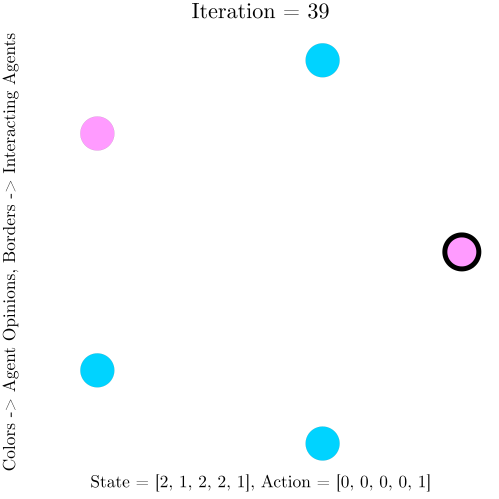 Iteration = 39
Colors -> Agent Opinions, Borders -> Interacting Agents
State = [2, 1, 2, 2, 1], Action = [0, 0, 0, 0, 1]